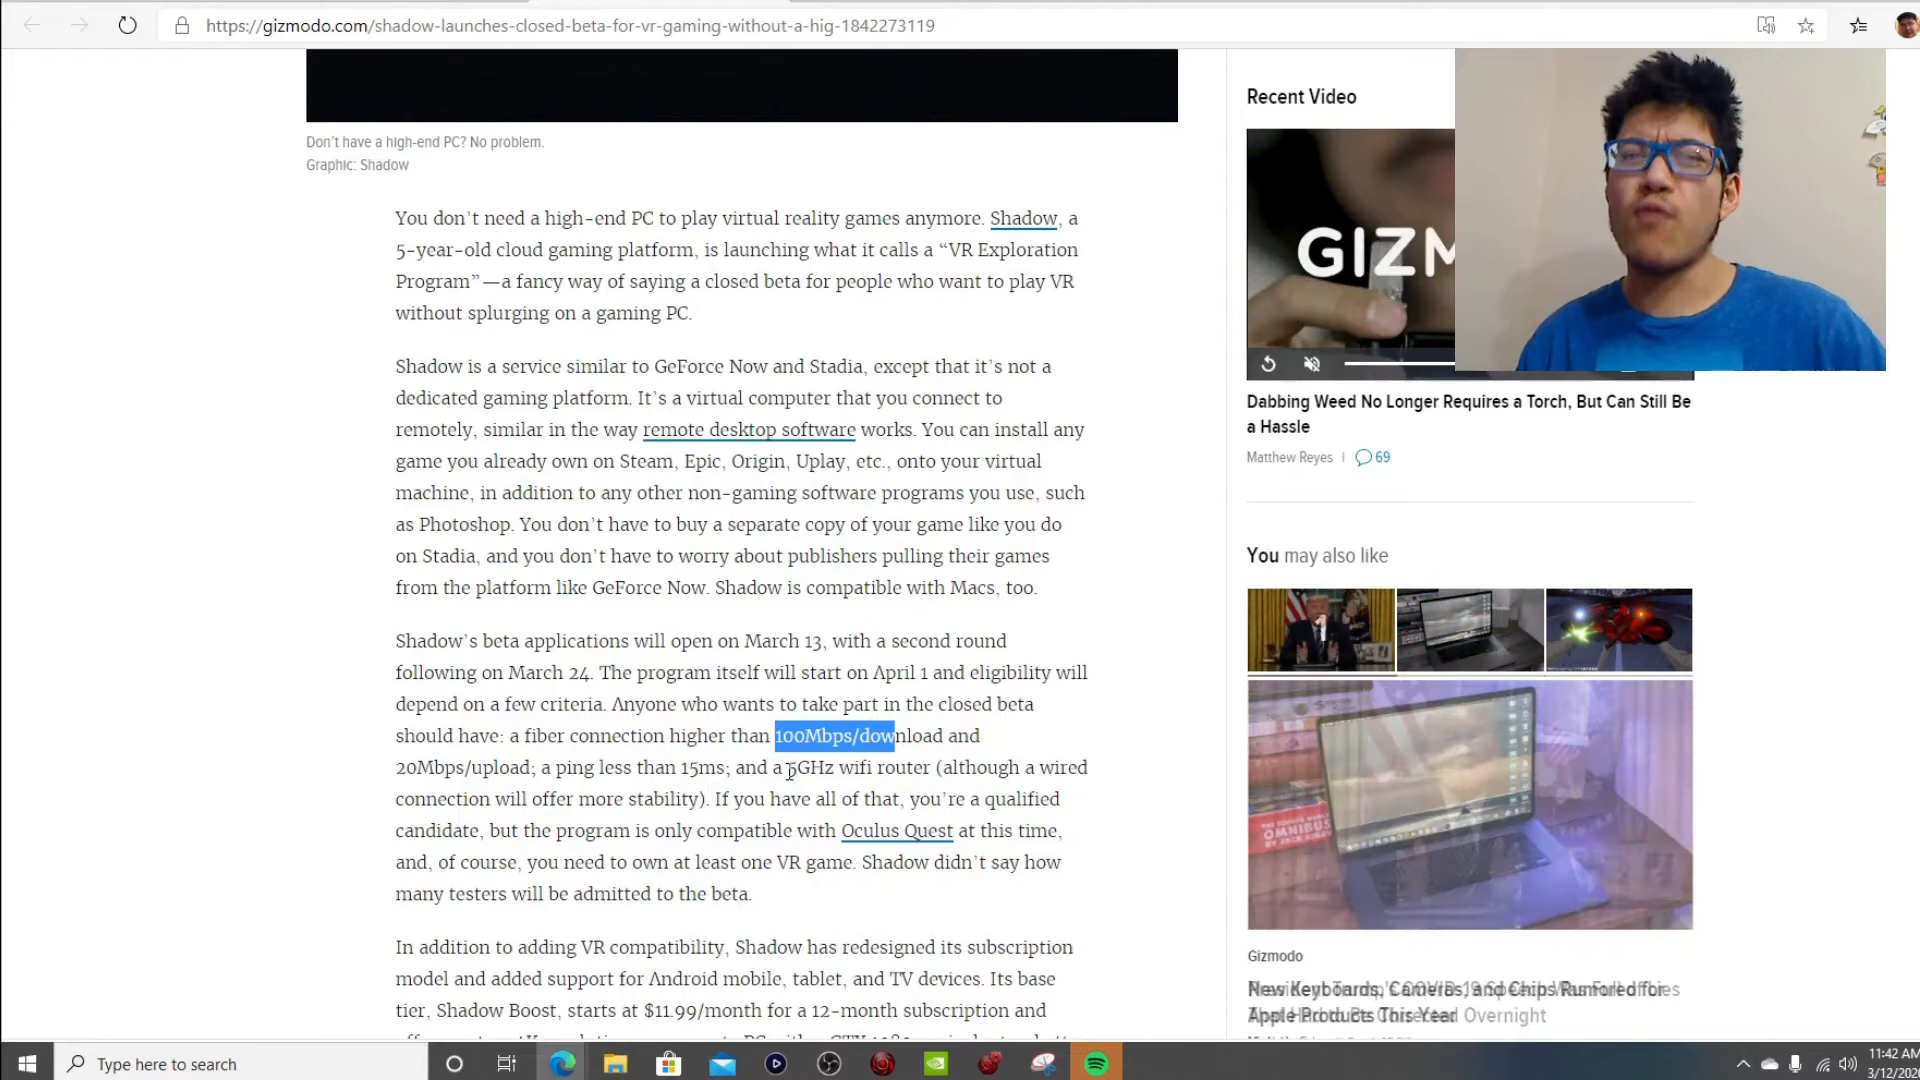 https://gizmodo.com/shadow-launches-closed-beta-for-vr-gaming-without-a-hig-1842273119
Don't have a high-end PC? No problem.
Graphic: Shadow
You don't need a high-end PC to play virtual reality games anymore. Shadow, a
5-year-old cloud gaming platform, is launching what it calls a “VR Exploration
Program”—a fancy way of saying a closed beta for people who want to play VR
without splurging on a gaming PC.
Shadow is a service similar to GeForce Now and Stadia, except that it's not a
dedicated gaming platform. It's a virtual computer that you connect to
remotely, similar in the way remote desktop software works. You can install any
game you already own on Steam, Epic, Origin, Uplay, etc., onto your virtual
machine, in addition to any other non-gaming software programs you use, such
as Photoshop. You don't have to buy a separate copy of your game like you do
on Stadia, and you don't have to worry about publishers pulling their games
from the platform like GeForce Now. Shadow is compatible with Macs, too.
Shadow's beta applications will open on March 13, with a second round
following on March 24. The program itself will start on April 1 and eligibility will
depend on a few criteria. Anyone who wants to take part in the closed beta
should have: a fiber connection higher than 100Mbps/download and
20Mbps/upload; a ping less than 15ms; and a 5GHz wifi router (although a wired
connection will offer more stability). If you have all of that, you're a qualified
candidate, but the program is only compatible with Oculus Quest at this time,
and, of course, you need to own at least one VR game. Shadow didn't say how
many testers will be admitted to the beta.
In addition to adding VR compatibility, Shadow has redesigned its subscription
model and added support for Android mobile, tablet, and TV devices. Its base
tier, Shadow Boost, starts at $11.99/month for a 12-month subscription and
Recent Video
GIZM
Dabbing Weed No Longer Requires a Torch, But Can Still Be
a Hassle
Matthew Reyes | 69
You may also like
OMNIBUS
Gizmodo
New Keyboards, Cameras, and Chips Rumored for
Apple Products This Year
Type here to search
11:42 AM
3/12/202